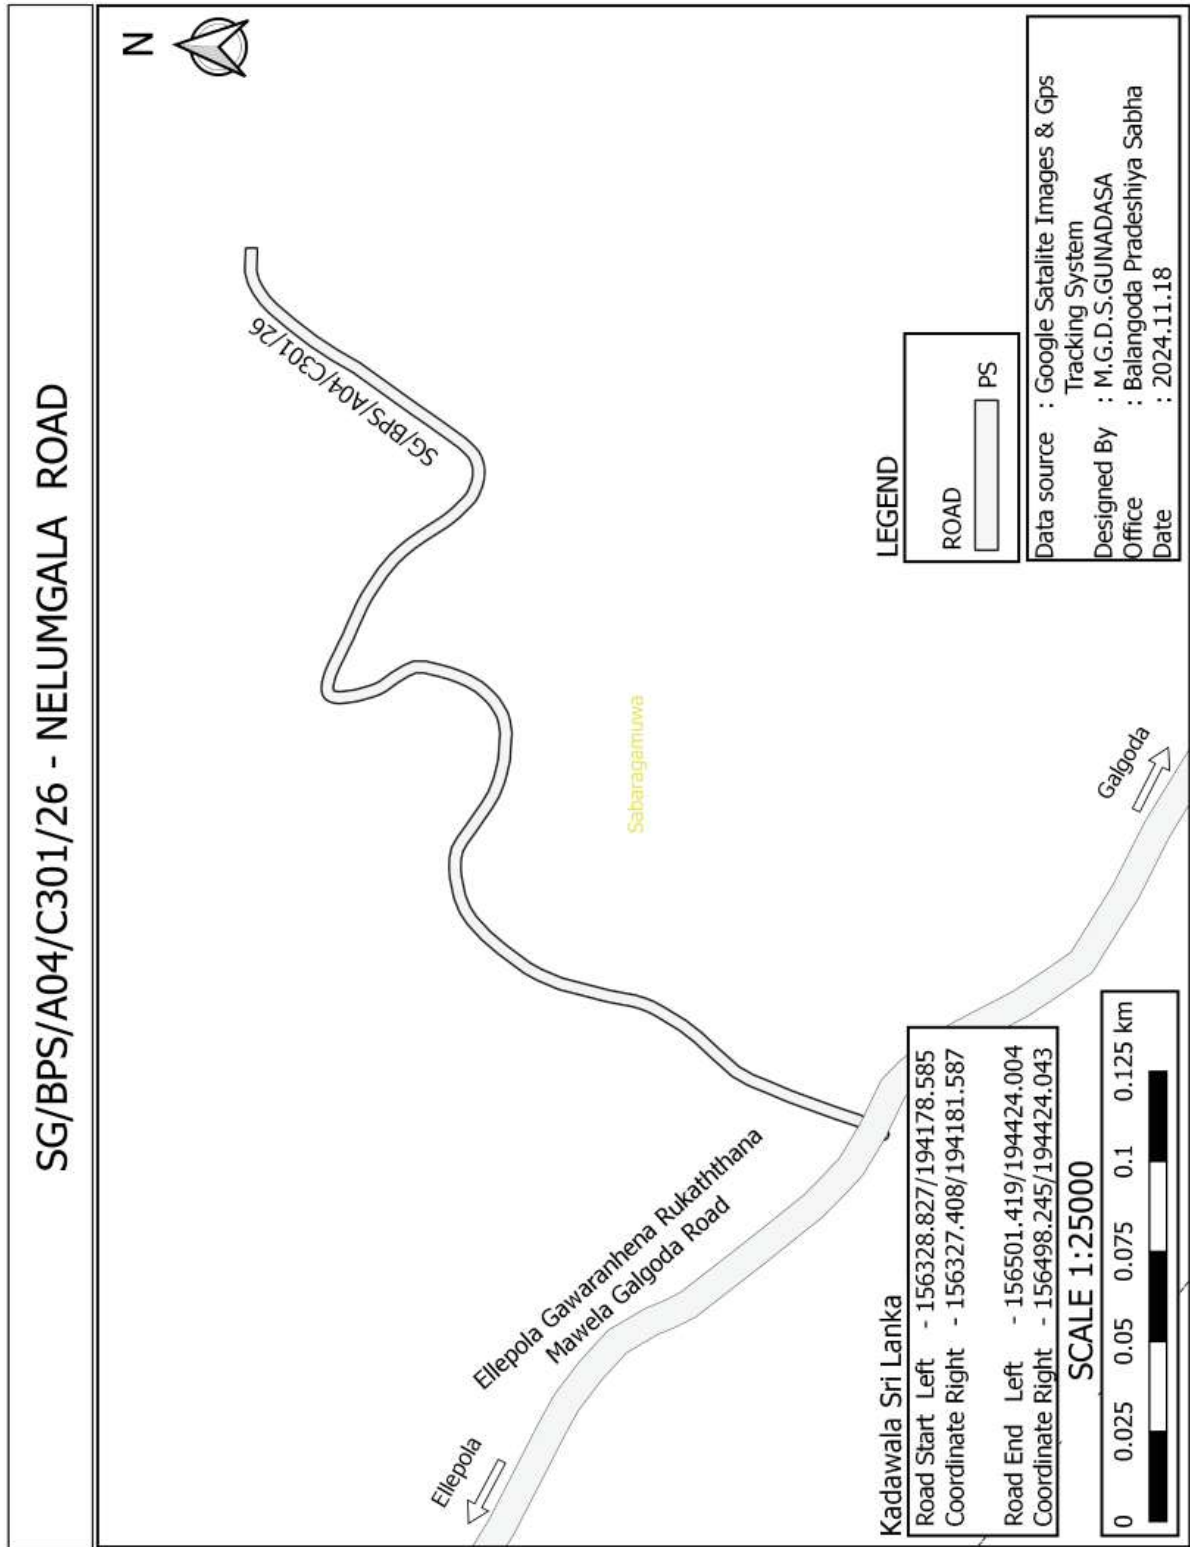 SG/BPS/A04/C301/26 - NELUMGALA ROAD
N
SG/BPS/A04/C301/26
Sabaragamuwa
Ellepola
Ellepola Gawaranhena Rukaththana
Mawela Galgoda Road
Galgoda
Kadawala Sri Lanka
Road Start Left - 156328.827/194178.585
Coordinate Right - 156327.408/194181.587
Road End Left - 156501.419/194424.004
Coordinate Right - 156498.245/194424.043
SCALE 1:25000
0 0.025 0.05 0.075 0.1 0.125 km
LEGEND
ROAD
PS
Data source : Google Satalite Images & Gps
Tracking System
Designed By : M.G.D.S.GUNADASA
Office : Balangoda Pradeshiya Sabha
Date : 2024.11.18